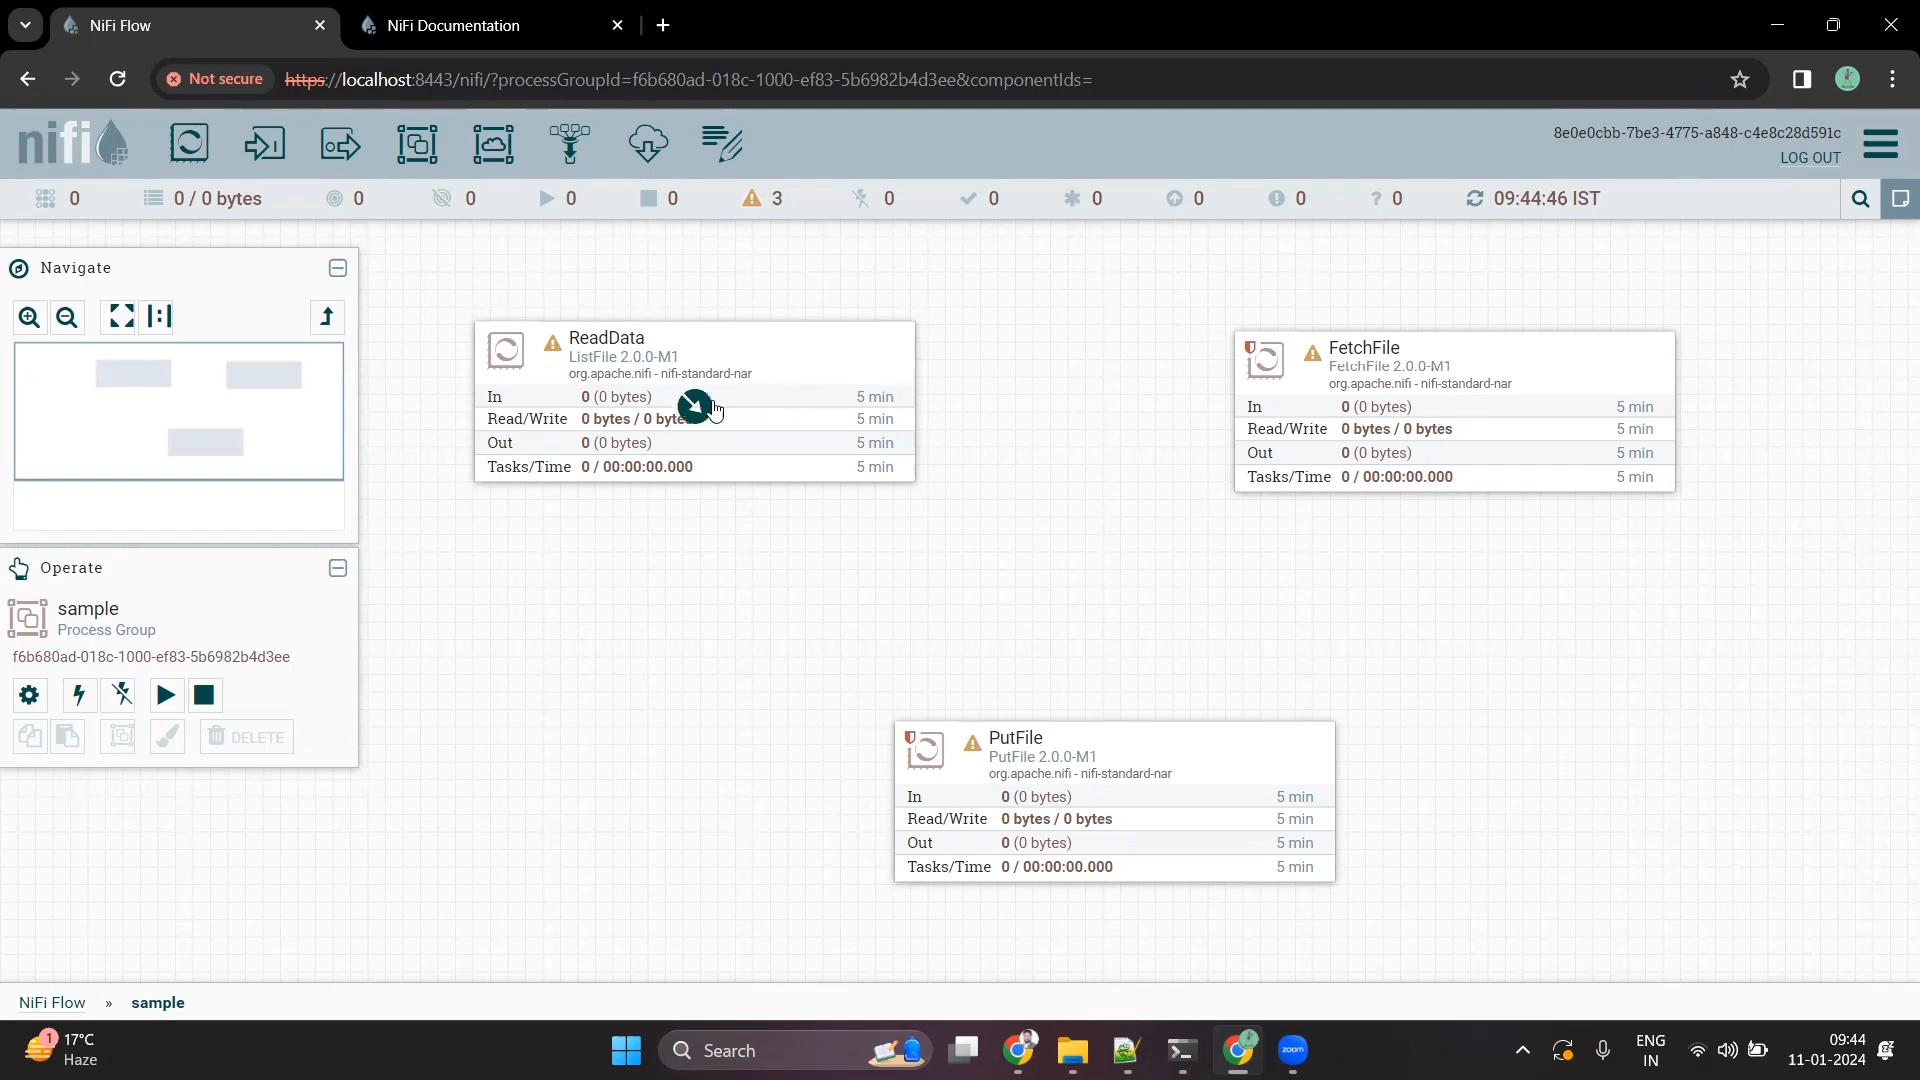 NiFi Flow
NiFi Documentation
Not secure
https://localhost:8443/nifi/?processGroupId=f6b680ad-018c-1000-ef83-5b6982b4d3ee&componentIds=
nifi
8e0e0cbb-7be3-4775-a848-c4e8c28d591c
LOG OUT
0
0 / 0 bytes
0
0
0
0
3
0
0
0
0
0
? 0
09:44:46 IST
Navigate
Operate
sample
Process Group
f6b680ad-018c-1000-ef83-5b6982b4d3ee
DELETE
ReadData
ListFile 2.0.0-M1
org.apache.nifi - nifi-standard-nar
In 0 (0 bytes) 5 min
Read/Write 0 bytes / 0 bytes 5 min
Out 0 (0 bytes) 5 min
Tasks/Time 0 / 00:00:00.000 5 min
FetchFile
FetchFile 2.0.0-M1
org.apache.nifi - nifi-standard-nar
In 0 (0 bytes) 5 min
Read/Write 0 bytes / 0 bytes 5 min
Out 0 (0 bytes) 5 min
Tasks/Time 0 / 00:00:00.000 5 min
PutFile
PutFile 2.0.0-M1
org.apache.nifi - nifi-standard-nar
In 0 (0 bytes) 5 min
Read/Write 0 bytes / 0 bytes 5 min
Out 0 (0 bytes) 5 min
Tasks/Time 0 / 00:00:00.000 5 min
NiFi Flow » sample
1
17°C
Haze
Search
zoom
ENG
IN
09:44
11-01-2024